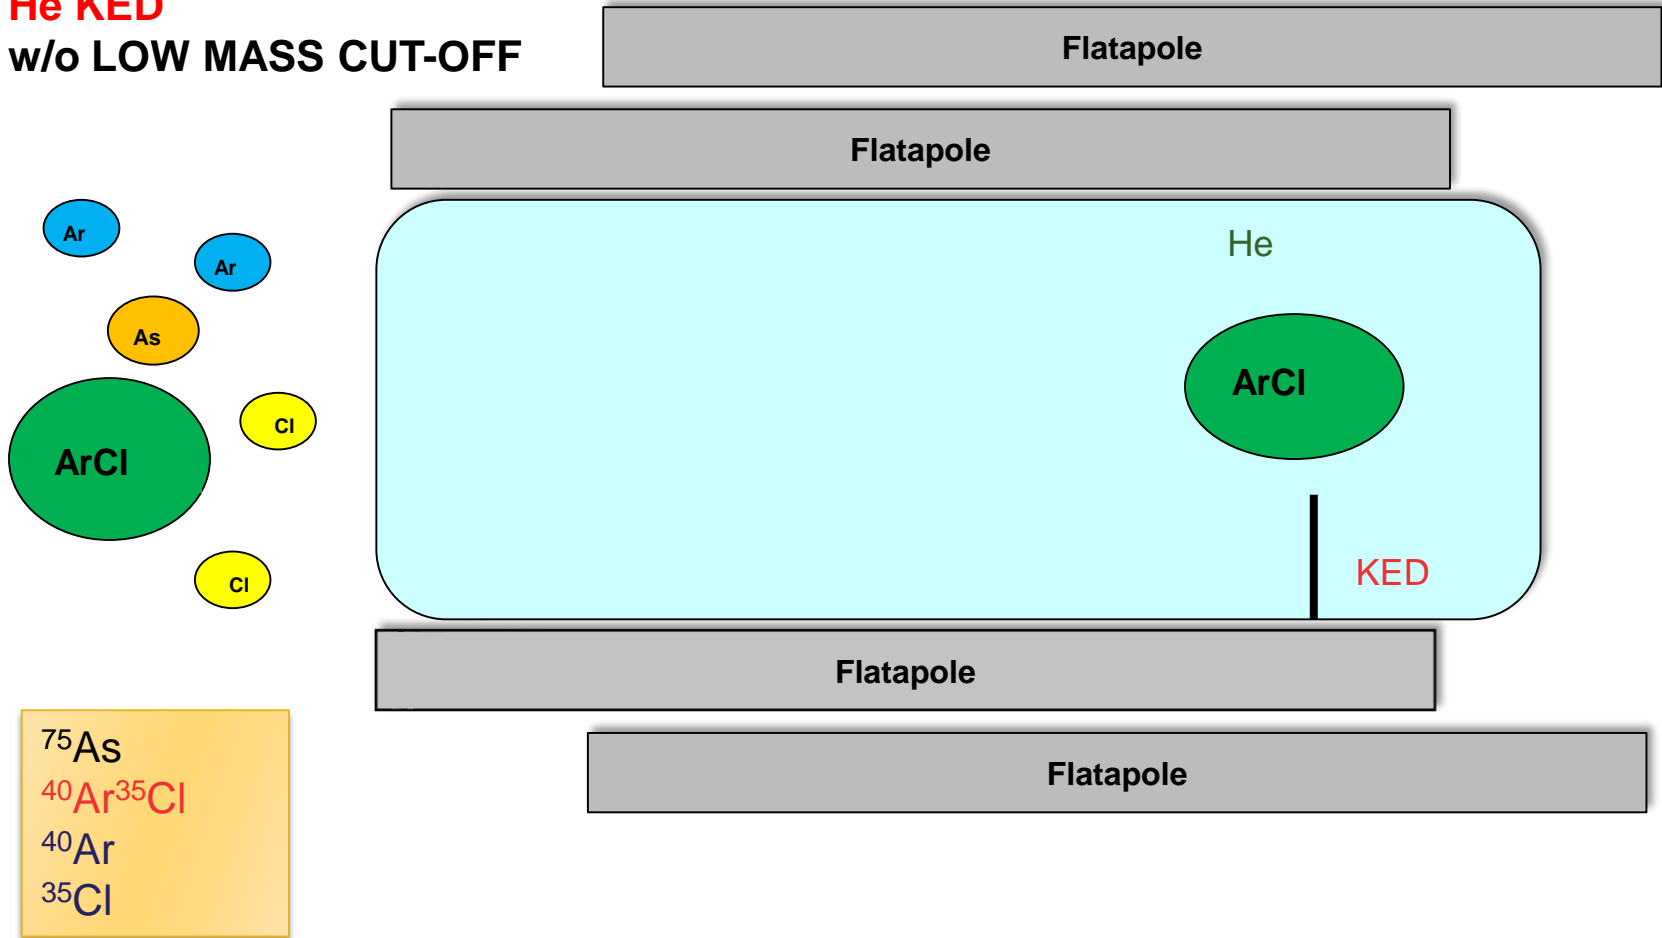 He KED
w/o LOW MASS CUT-OFF
Flatapole
Flatapole
Ar
Ar
He
As
ArCl
ArCl
Cl
Cl
KED
Flatapole
Flatapole
⁷⁵As
⁴⁰Ar³⁵Cl
⁴⁰Ar
³⁵Cl